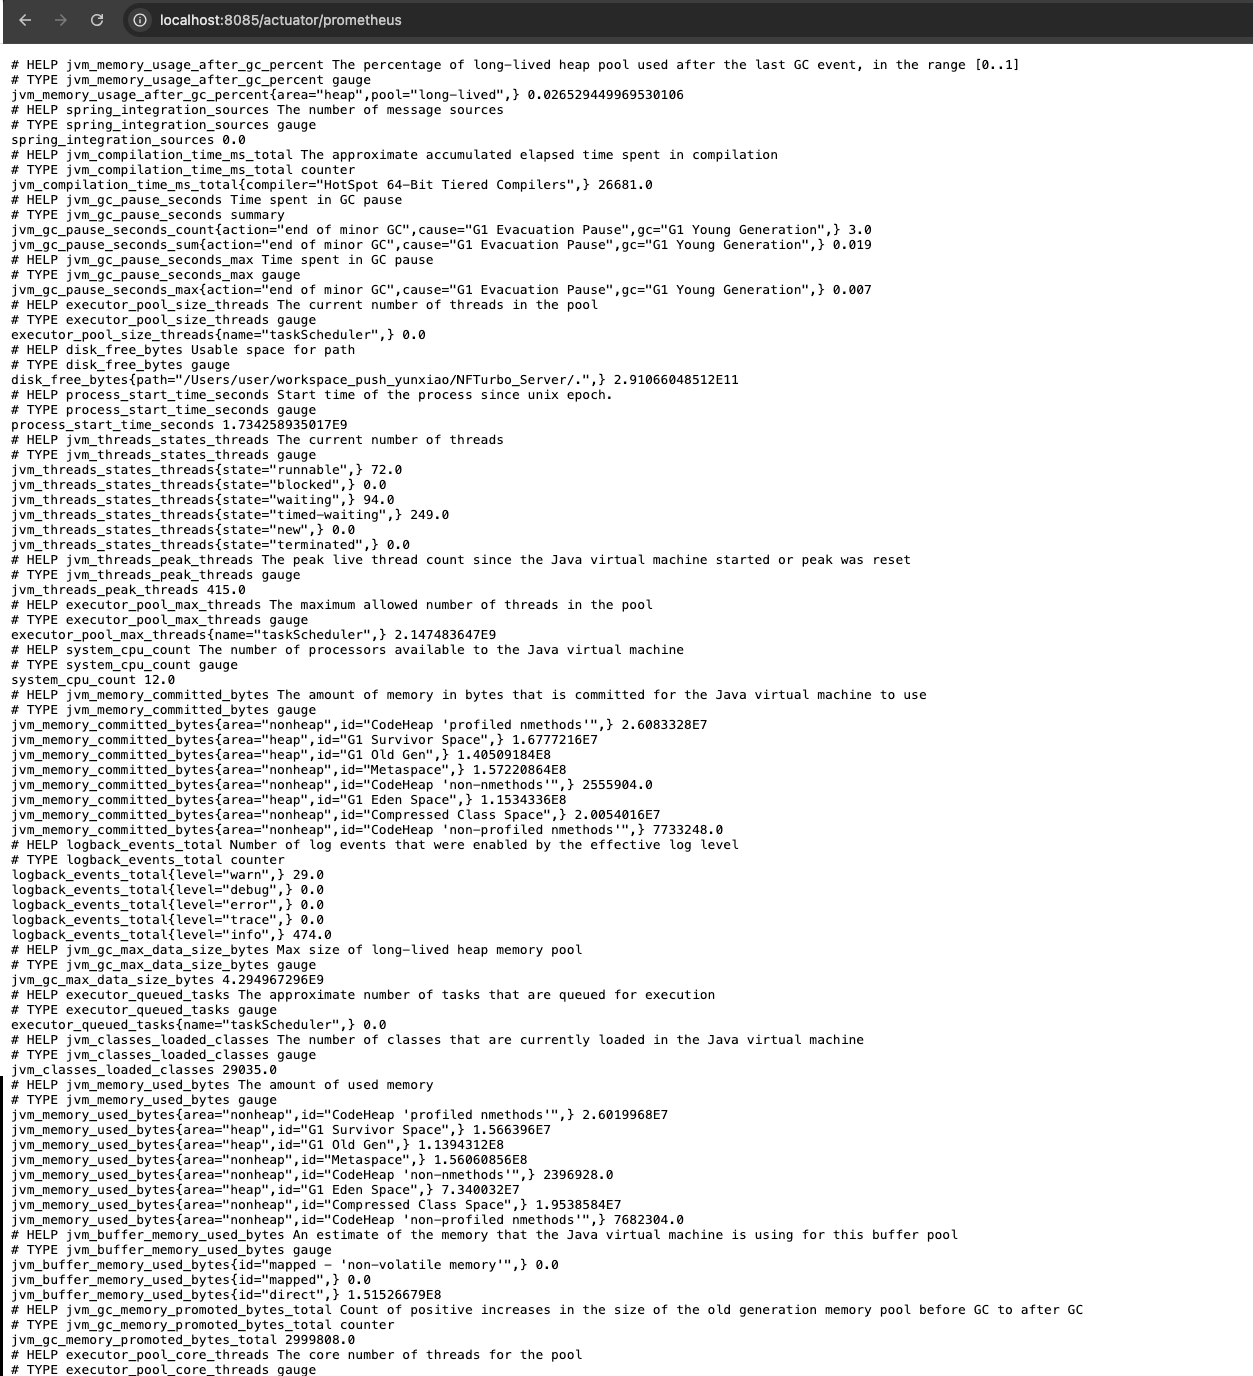 localhost:8085/actuator/prometheus
# HELP jvm_memory_usage_after_gc_percent The percentage of long-lived heap pool used after the last GC event, in the range [0..1]
# TYPE jvm_memory_usage_after_gc_percent gauge
jvm_memory_usage_after_gc_percent{area="heap",pool="long-lived",} 0.026529449969530106
# HELP spring_integration_sources The number of message sources
# TYPE spring_integration_sources gauge
spring_integration_sources 0.0
# HELP jvm_compilation_time_ms_total The approximate accumulated elapsed time spent in compilation
# TYPE jvm_compilation_time_ms_total counter
jvm_compilation_time_ms_total{compiler="HotSpot 64-Bit Tiered Compilers",} 26681.0
# HELP jvm_gc_pause_seconds Time spent in GC pause
# TYPE jvm_gc_pause_seconds summary
jvm_gc_pause_seconds_count{action="end of minor GC",cause="G1 Evacuation Pause",gc="G1 Young Generation",} 3.0
jvm_gc_pause_seconds_sum{action="end of minor GC",cause="G1 Evacuation Pause",gc="G1 Young Generation",} 0.019
# HELP jvm_gc_pause_seconds_max Time spent in GC pause
# TYPE jvm_gc_pause_seconds_max gauge
jvm_gc_pause_seconds_max{action="end of minor GC",cause="G1 Evacuation Pause",gc="G1 Young Generation",} 0.007
# HELP executor_pool_size_threads The current number of threads in the pool
# TYPE executor_pool_size_threads gauge
executor_pool_size_threads{name="taskScheduler",} 0.0
# HELP disk_free_bytes Usable space for path
# TYPE disk_free_bytes gauge
disk_free_bytes{path="/Users/user/workspace_push_yunxiao/NFTurbo_Server/.",} 2.91066048512E11
# HELP process_start_time_seconds Start time of the process since unix epoch.
# TYPE process_start_time_seconds gauge
process_start_time_seconds 1.734258935017E9
# HELP jvm_threads_states_threads The current number of threads
# TYPE jvm_threads_states_threads gauge
jvm_threads_states_threads{state="runnable",} 72.0
jvm_threads_states_threads{state="blocked",} 0.0
jvm_threads_states_threads{state="waiting",} 94.0
jvm_threads_states_threads{state="timed-waiting",} 249.0
jvm_threads_states_threads{state="new",} 0.0
jvm_threads_states_threads{state="terminated",} 0.0
# HELP jvm_threads_peak_threads The peak live thread count since the Java virtual machine started or peak was reset
# TYPE jvm_threads_peak_threads gauge
jvm_threads_peak_threads 415.0
# HELP executor_pool_max_threads The maximum allowed number of threads in the pool
# TYPE executor_pool_max_threads gauge
executor_pool_max_threads{name="taskScheduler",} 2.147483647E9
# HELP system_cpu_count The number of processors available to the Java virtual machine
# TYPE system_cpu_count gauge
system_cpu_count 12.0
# HELP jvm_memory_committed_bytes The amount of memory in bytes that is committed for the Java virtual machine to use
# TYPE jvm_memory_committed_bytes gauge
jvm_memory_committed_bytes{area="nonheap",id="CodeHeap 'profiled nmethods'",} 2.6083328E7
jvm_memory_committed_bytes{area="heap",id="G1 Survivor Space",} 1.6777216E7
jvm_memory_committed_bytes{area="heap",id="G1 Old Gen",} 1.40509184E8
jvm_memory_committed_bytes{area="nonheap",id="Metaspace",} 1.57220864E8
jvm_memory_committed_bytes{area="nonheap",id="CodeHeap 'non-nmethods'",} 2555904.0
jvm_memory_committed_bytes{area="heap",id="G1 Eden Space",} 1.1534336E8
jvm_memory_committed_bytes{area="nonheap",id="Compressed Class Space",} 2.0054016E7
jvm_memory_committed_bytes{area="nonheap",id="CodeHeap 'non-profiled nmethods'",} 7733248.0
# HELP logback_events_total Number of log events that were enabled by the effective log level
# TYPE logback_events_total counter
logback_events_total{level="warn",} 29.0
logback_events_total{level="debug",} 0.0
logback_events_total{level="error",} 0.0
logback_events_total{level="trace",} 0.0
logback_events_total{level="info",} 474.0
# HELP jvm_gc_max_data_size_bytes Max size of long-lived heap memory pool
# TYPE jvm_gc_max_data_size_bytes gauge
jvm_gc_max_data_size_bytes 4.294967296E9
# HELP executor_queued_tasks The approximate number of tasks that are queued for execution
# TYPE executor_queued_tasks gauge
executor_queued_tasks{name="taskScheduler",} 0.0
# HELP jvm_classes_loaded_classes The number of classes that are currently loaded in the Java virtual machine
# TYPE jvm_classes_loaded_classes gauge
jvm_classes_loaded_classes 29035.0
# HELP jvm_memory_used_bytes The amount of used memory
# TYPE jvm_memory_used_bytes gauge
jvm_memory_used_bytes{area="nonheap",id="CodeHeap 'profiled nmethods'",} 2.6019968E7
jvm_memory_used_bytes{area="heap",id="G1 Survivor Space",} 1.566396E7
jvm_memory_used_bytes{area="heap",id="G1 Old Gen",} 1.1394312E8
jvm_memory_used_bytes{area="nonheap",id="Metaspace",} 1.56060856E8
jvm_memory_used_bytes{area="nonheap",id="CodeHeap 'non-nmethods'",} 2396928.0
jvm_memory_used_bytes{area="heap",id="G1 Eden Space",} 7.340032E7
jvm_memory_used_bytes{area="nonheap",id="Compressed Class Space",} 1.9538584E7
jvm_memory_used_bytes{area="nonheap",id="CodeHeap 'non-profiled nmethods'",} 7682304.0
# HELP jvm_buffer_memory_used_bytes An estimate of the memory that the Java virtual machine is using for this buffer pool
# TYPE jvm_buffer_memory_used_bytes gauge
jvm_buffer_memory_used_bytes{id="mapped - 'non-volatile memory'",} 0.0
jvm_buffer_memory_used_bytes{id="mapped",} 0.0
jvm_buffer_memory_used_bytes{id="direct",} 1.51526679E8
# HELP jvm_gc_memory_promoted_bytes_total Count of positive increases in the size of the old generation memory pool before GC to after GC
# TYPE jvm_gc_memory_promoted_bytes_total counter
jvm_gc_memory_promoted_bytes_total 2999808.0
# HELP executor_pool_core_threads The core number of threads for the pool
# TYPE executor_pool_core_threads gauge